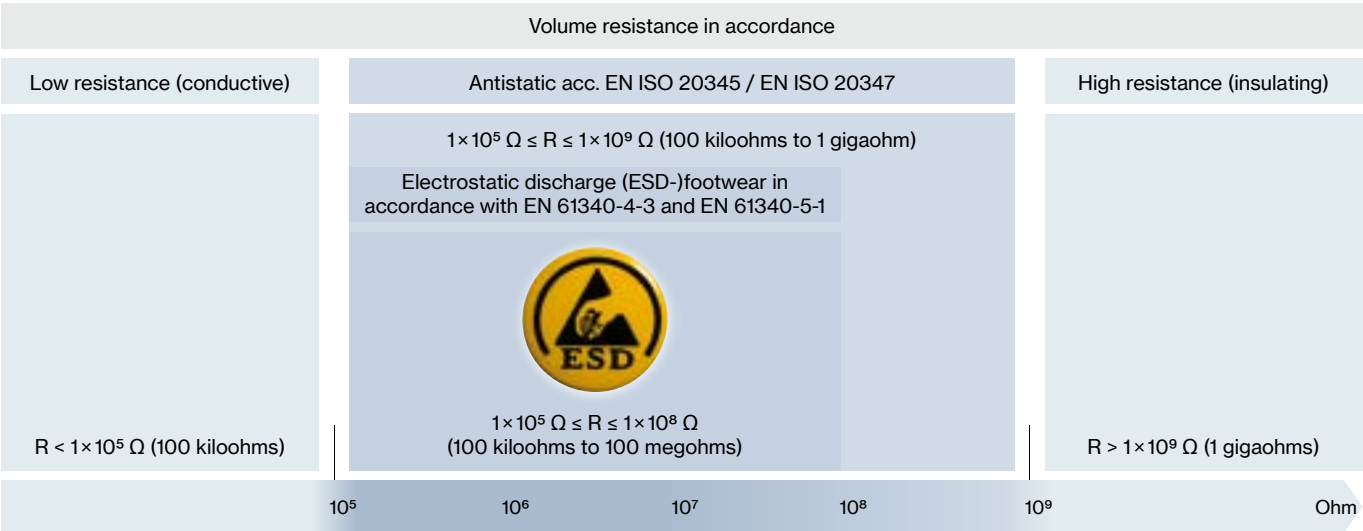 Volume resistance in accordance
Low resistance (conductive)
Antistatic acc. EN ISO 20345 / EN ISO 20347
High resistance (insulating)
1×10⁵ Ω ≤ R ≤ 1×10⁹ Ω (100 kiloohms to 1 gigaohm)
Electrostatic discharge (ESD-)footwear in
accordance with EN 61340-4-3 and EN 61340-5-1
ESD
1×10⁵ Ω ≤ R ≤ 1×10⁸ Ω
(100 kiloohms to 100 megohms)
R < 1×10⁵ Ω (100 kiloohms)
R > 1×10⁹ Ω (1 gigaohms)
10⁵ 10⁶ 10⁷ 10⁸ 10⁹ Ohm